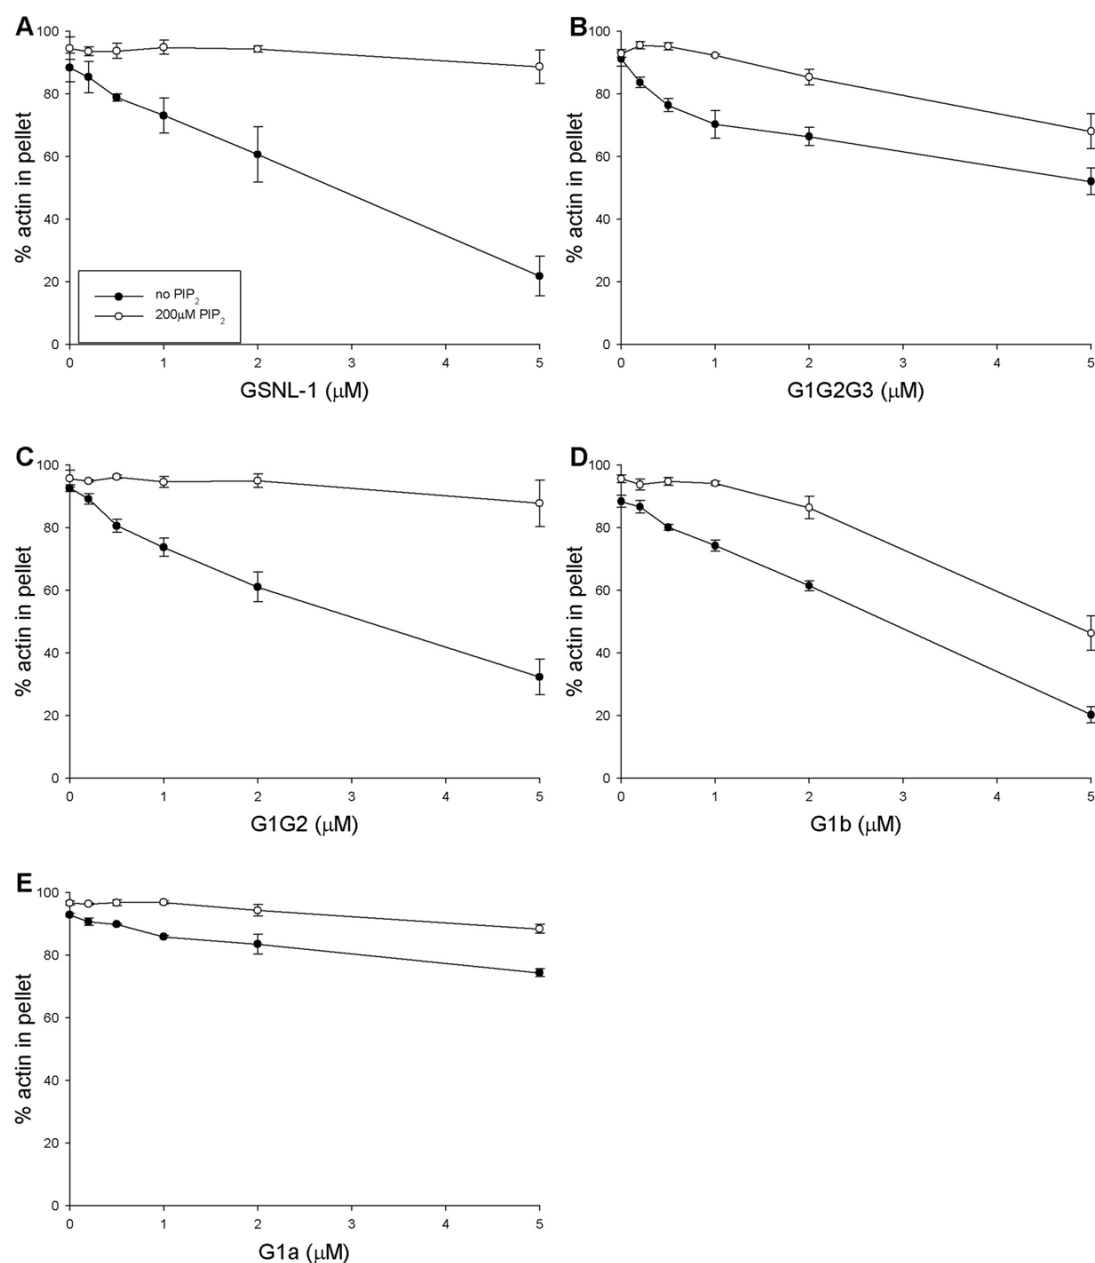 A
100
80
60
40
20
0
% actin in pellet
no PIP2
200μM PIP2
0 1 2 3 4 5
GSNL-1 (μM)
B
100
80
60
40
20
0
% actin in pellet
0 1 2 3 4 5
G1G2G3 (μM)
C
100
80
60
40
20
0
% actin in pellet
0 1 2 3 4 5
G1G2 (μM)
D
100
80
60
40
20
0
% actin in pellet
0 1 2 3 4 5
G1b (μM)
E
100
80
60
40
20
0
% actin in pellet
0 1 2 3 4 5
G1a (μM)